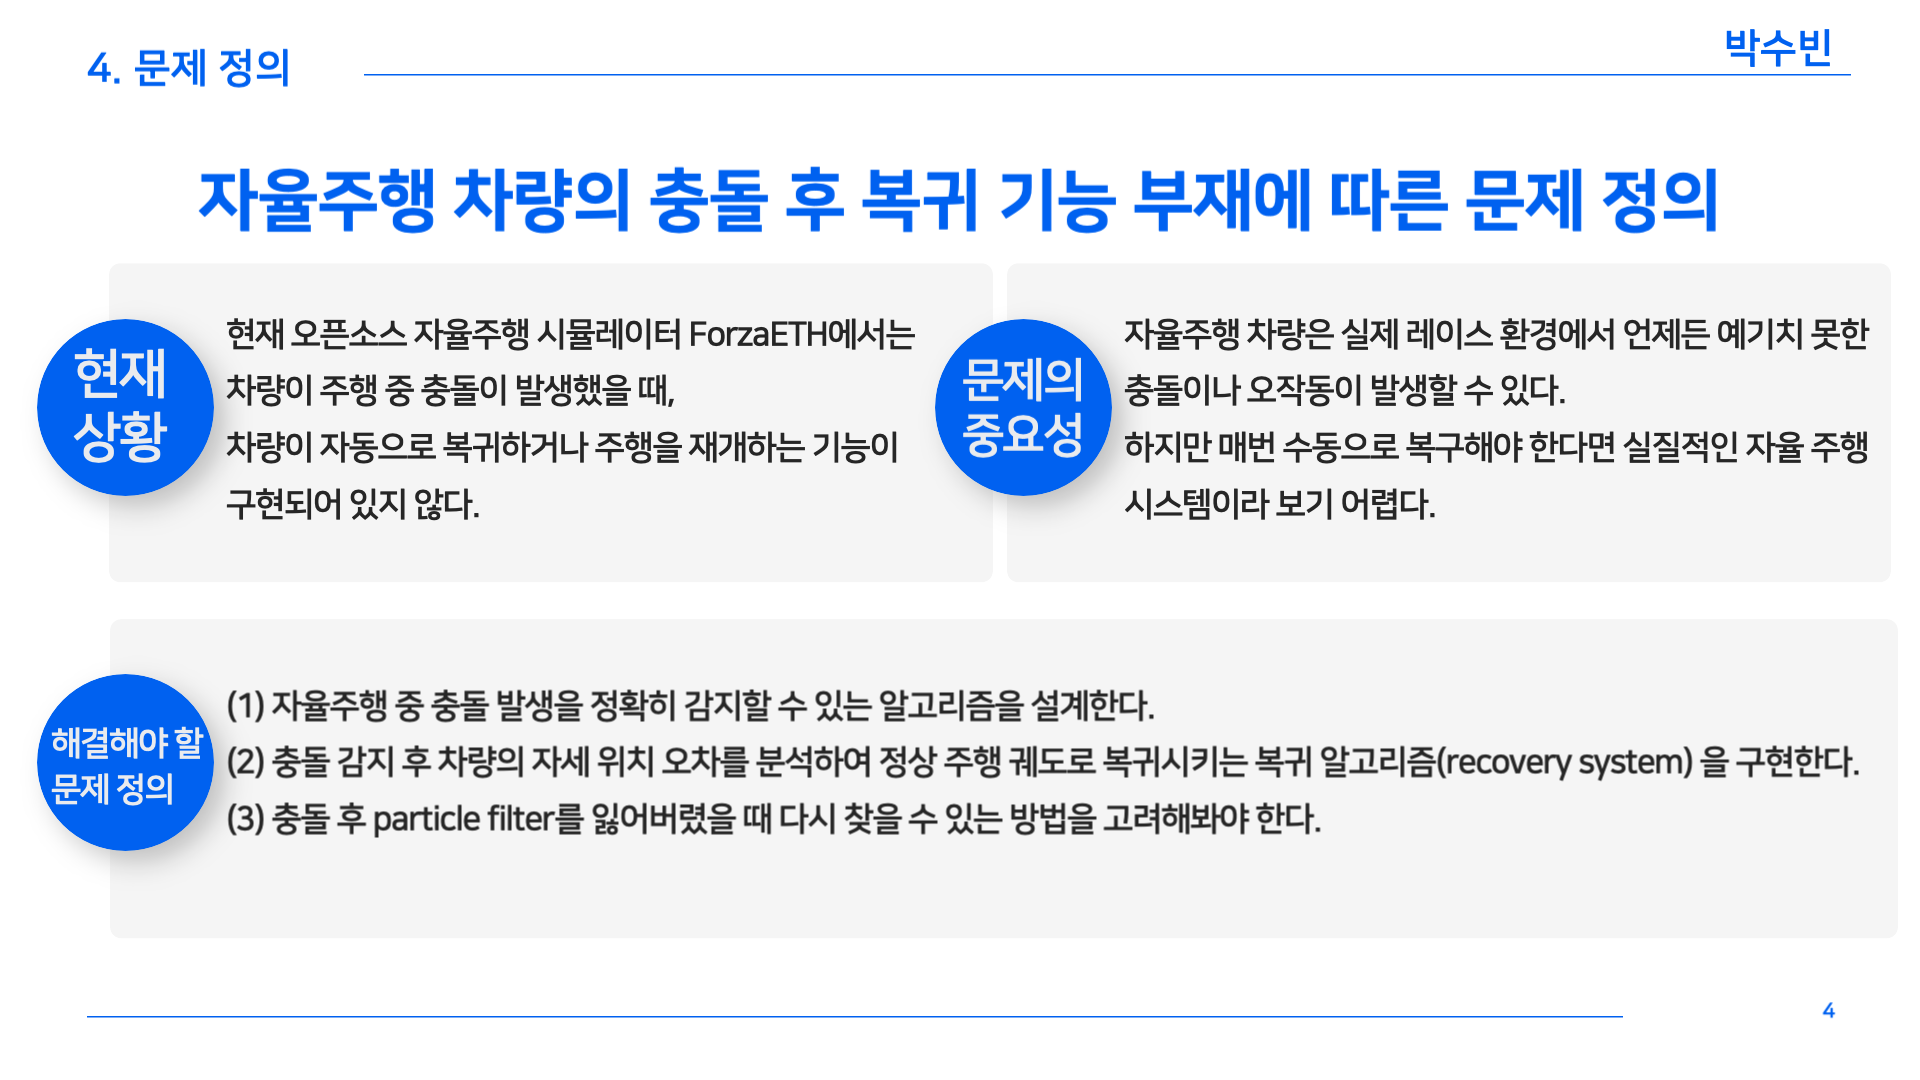 4. 문제 정의
박수빈
자율주행 차량의 충돌 후 복귀 기능 부재에 따른 문제 정의
현재
상황
현재 오픈소스 자율주행 시뮬레이터 ForzaETH에서는
차량이 주행 중 충돌이 발생했을 때,
차량이 자동으로 복귀하거나 주행을 재개하는 기능이
구현되어 있지 않다.
문제의
중요성
자율주행 차량은 실제 레이스 환경에서 언제든 예기치 못한
충돌이나 오작동이 발생할 수 있다.
하지만 매번 수동으로 복구해야 한다면 실질적인 자율 주행
시스템이라 보기 어렵다.
해결해야 할
문제 정의
(1) 자율주행 중 충돌 발생을 정확히 감지할 수 있는 알고리즘을 설계한다.
(2) 충돌 감지 후 차량의 자세 위치 오차를 분석하여 정상 주행 궤도로 복귀시키는 복귀 알고리즘(recovery system) 을 구현한다.
(3) 충돌 후 particle filter를 잃어버렸을 때 다시 찾을 수 있는 방법을 고려해봐야 한다.
4